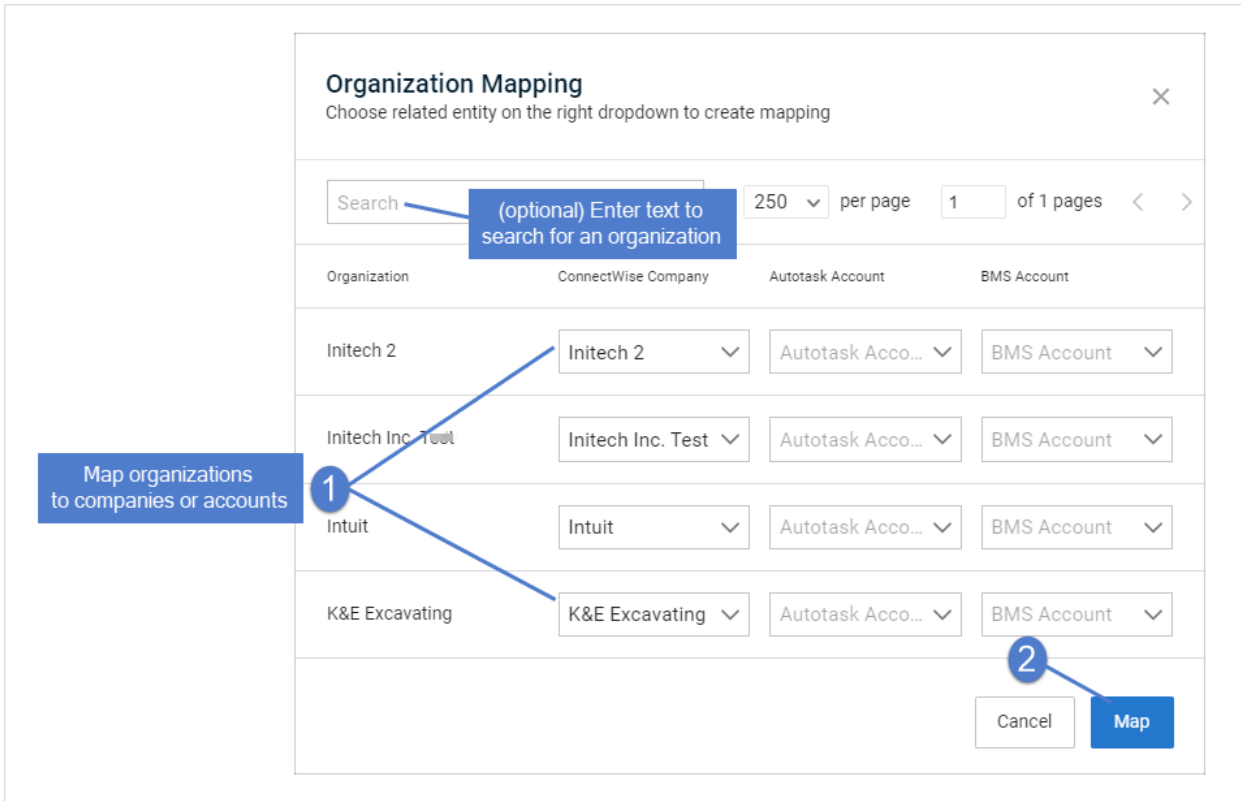 Organization Mapping
Choose related entity on the right dropdown to create mapping
Search
(optional) Enter text to
search for an organization
250 per page 1 of 1 pages
Organization ConnectWise Company Autotask Account BMS Account
Initech 2 Initech 2 Autotask Acco... BMS Account
Initech Inc. Initech Inc. Test Autotask Acco... BMS Account
Map organizations
to companies or accounts
1
Intuit Intuit Autotask Acco... BMS Account
K&E Excavating K&E Excavating Autotask Acco... BMS Account
2
Cancel Map